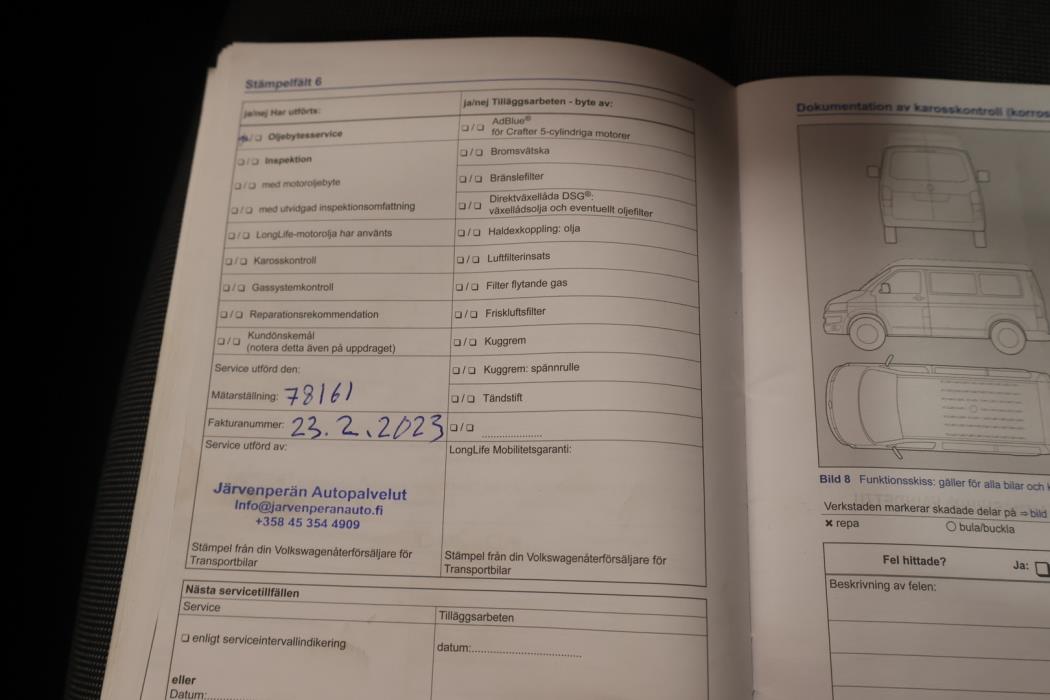 Stämpelfält 6
ja/nej Har utförts:
❏/❏ Oljebytesservice
❏/❏ Inspektion
❏/❏ med motoroljebyte
❏/❏ med utvidgad inspektionsomfattning
❏/❏ LongLife-motorolja har använts
❏/❏ Karosskontroll
❏/❏ Gassystemkontroll
❏/❏ Reparationsrekommendation
❏/❏ Kundönskemål
(notera detta även på uppdraget)
Service utförd den:
Mätarställning: 78161
Fakturanummer: 23.2.2023
Service utförd av:
Järvenperän Autopalvelut
Info@jarvenperanauto.fi
+358 45 354 4909
Stämpel från din Volkswagenåterförsäljare för
Transportbilar
ja/nej Tilläggsarbeten - byte av:
❏/❏ AdBlue®
för Crafter 5-cylindriga motorer
❏/❏ Bromsvätska
❏/❏ Bränslefilter
❏/❏ Direktväxellåda DSG®:
växellådsolja och eventuellt oljefilter
❏/❏ Haldexkoppling: olja
❏/❏ Luftfilterinsats
❏/❏ Filter flytande gas
❏/❏ Friskluftsfilter
❏/❏ Kuggrem
❏/❏ Kuggrem: spännrulle
❏/❏ Tändstift
❏/❏ ....................
LongLife Mobilitetsgaranti:
Stämpel från din Volkswagenåterförsäljare för
Transportbilar
Nästa servicetillfällen
Service
❏ enligt serviceintervallindikering
eller
Datum:
Tilläggsarbeten
datum:..............................
Dokumentation av karosskontroll (korros
Bild 8 Funktionsskiss: gäller för alla bilar och
Verkstaden markerar skadade delar på ⇒ bild
✖ repa ○ bula/buckla
Fel hittade? Ja: ❏
Beskrivning av felen: